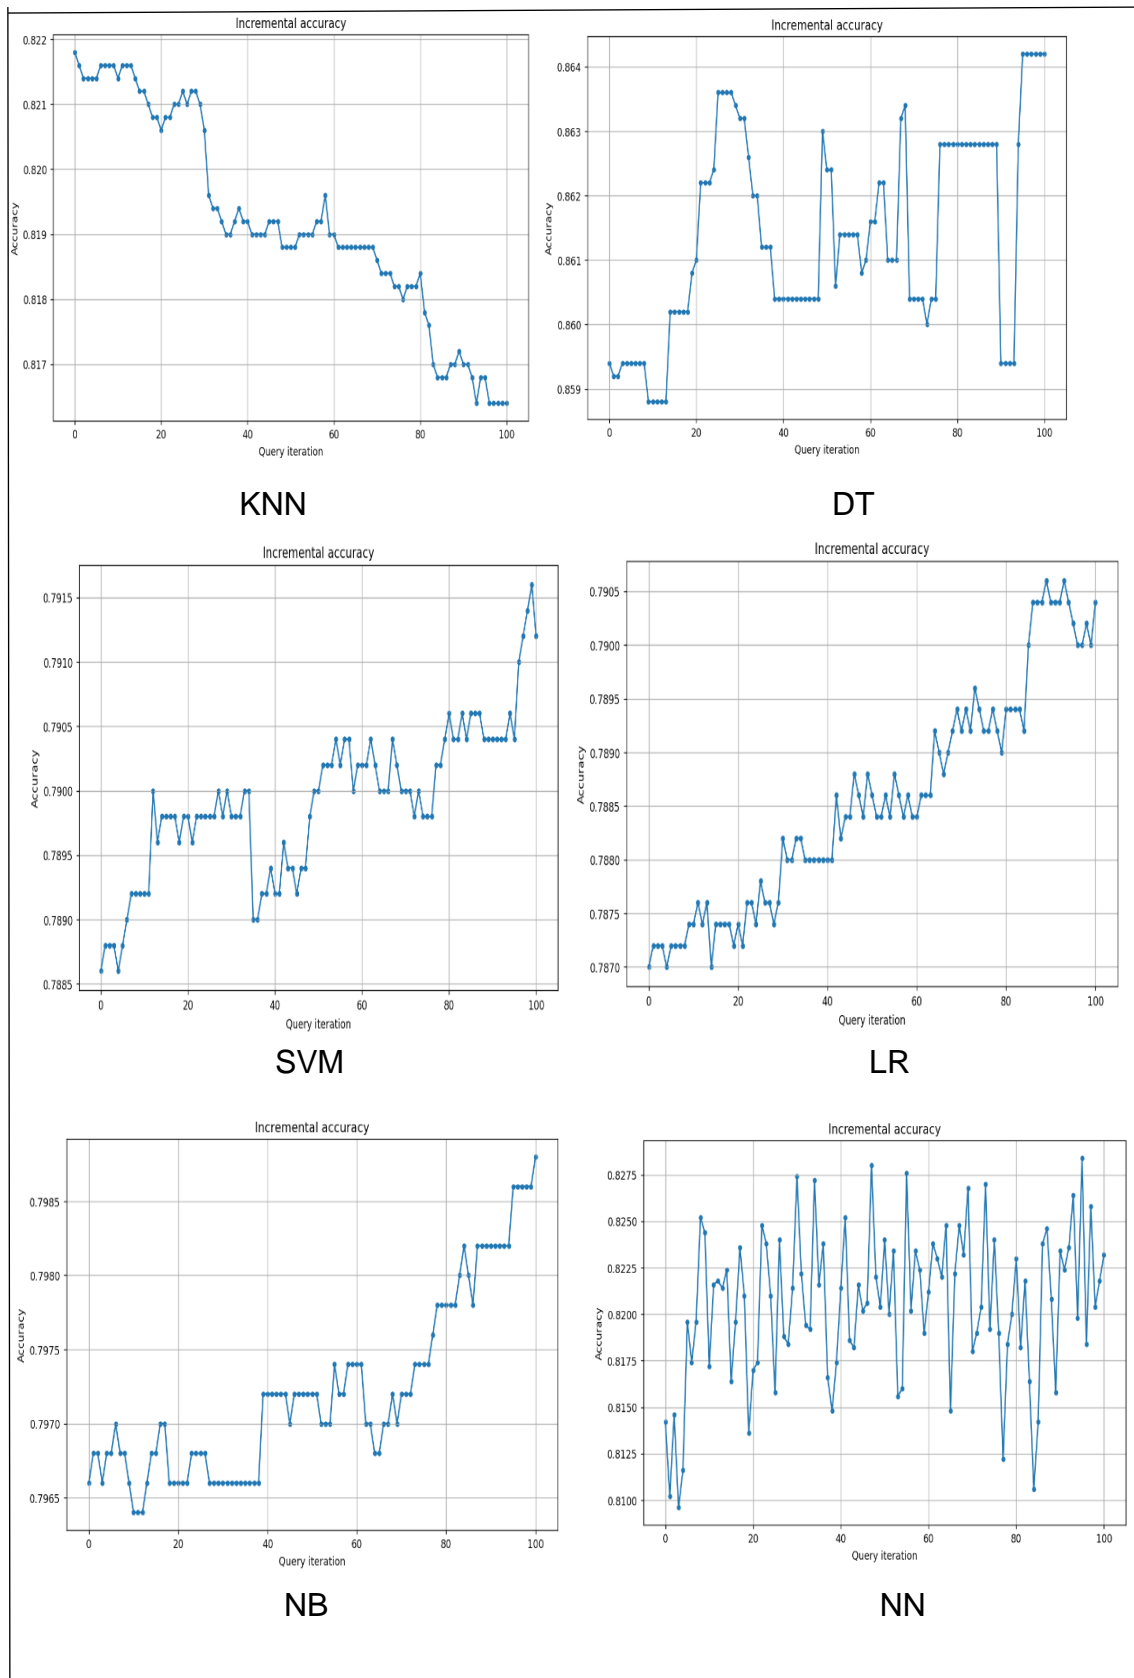 Incremental accuracy
0.822
0.821
0.820
0.819
0.818
0.817
Accuracy
0 20 40 60 80 100
Query iteration
KNN
Incremental accuracy
0.864
0.863
0.862
0.861
0.860
0.859
Accuracy
0 20 40 60 80 100
Query iteration
DT
Incremental accuracy
0.7915
0.7910
0.7905
0.7900
0.7895
0.7890
0.7885
Accuracy
0 20 40 60 80 100
Query iteration
SVM
Incremental accuracy
0.7905
0.7900
0.7895
0.7890
0.7885
0.7880
0.7875
0.7870
Accuracy
0 20 40 60 80 100
Query iteration
LR
Incremental accuracy
0.7985
0.7980
0.7975
0.7970
0.7965
Accuracy
0 20 40 60 80 100
Query iteration
NB
Incremental accuracy
0.8275
0.8250
0.8225
0.8200
0.8175
0.8150
0.8125
0.8100
Accuracy
0 20 40 60 80 100
Query iteration
NN